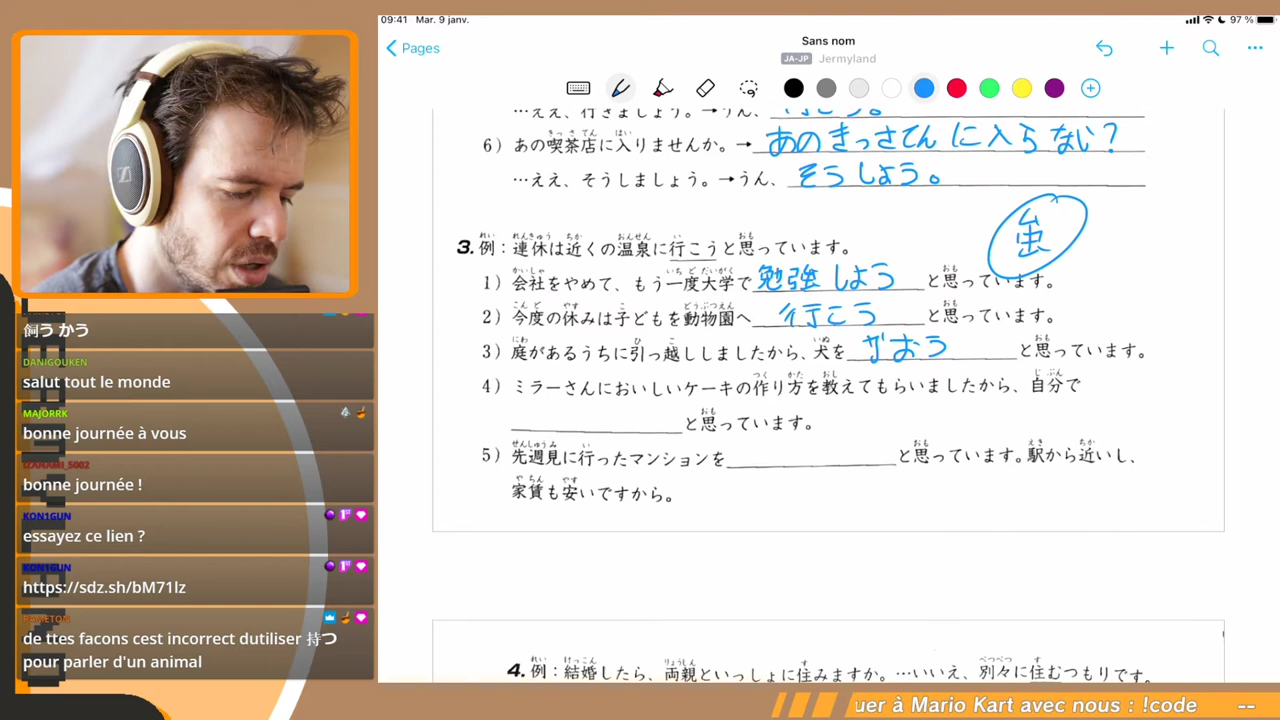 09:41 Mar. 9 janv.
97 %
Pages
Sans nom
JA-JP Jermyland
…ええ、行きましょう。→うん、行こう。
6) あの喫茶店に入りませんか。→ あのきっさてんに入らない?
…ええ、そうしましょう。→うん、そうしよう。
3. 例:連休は近くの温泉に行こうと思っています。
1) 会社をやめて、もう一度大学で 勉強しよう と思っています。
2) 今度の休みは子どもを動物園へ 行こう と思っています。
3) 庭があるうちに引っ越ししましたから、犬を と思っています。
4) ミラーさんにおいしいケーキの作り方を教えてもらいましたから、自分で
と思っています。
5) 先週見に行ったマンションを と思っています。駅から近いし、
家賃も安いですから。
4. 例:結婚したら、両親といっしょに住みますか。…いいえ、別々に住むつもりです。
飼う かう
DANIGOUKEN
salut tout le monde
MAJORRK
bonne journée à vous
IZANAMI_5002
bonne journée !
KON1GUN
essayez ce lien ?
KON1GUN
https://sdz.sh/bM71lz
de ttes facons cest incorrect dutiliser 持つ
pour parler d'un animal
uer à Mario Kart avec nous : !code --